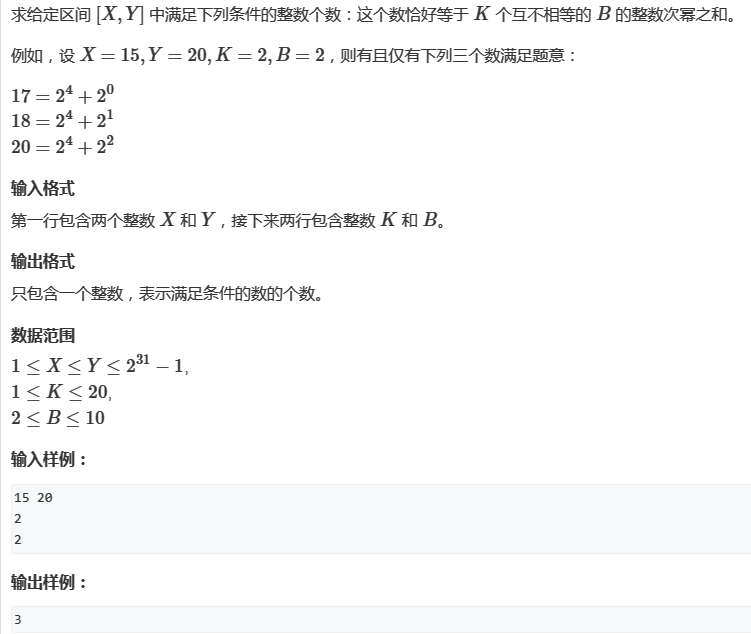 求给定区间 [X, Y] 中满足下列条件的整数个数：这个数恰好等于 K 个互不相等的 B 的整数次幂之和。
例如，设 X = 15, Y = 20, K = 2, B = 2，则有且仅有下列三个数满足题意：
17 = 2^4 + 2^0
18 = 2^4 + 2^1
20 = 2^4 + 2^2
输入格式
第一行包含两个整数 X 和 Y，接下来两行包含整数 K 和 B。
输出格式
只包含一个整数，表示满足条件的数的个数。
数据范围
1 ≤ X ≤ Y ≤ 2^31 − 1,
1 ≤ K ≤ 20,
2 ≤ B ≤ 10
输入样例：
15 20
2
2
输出样例：
3